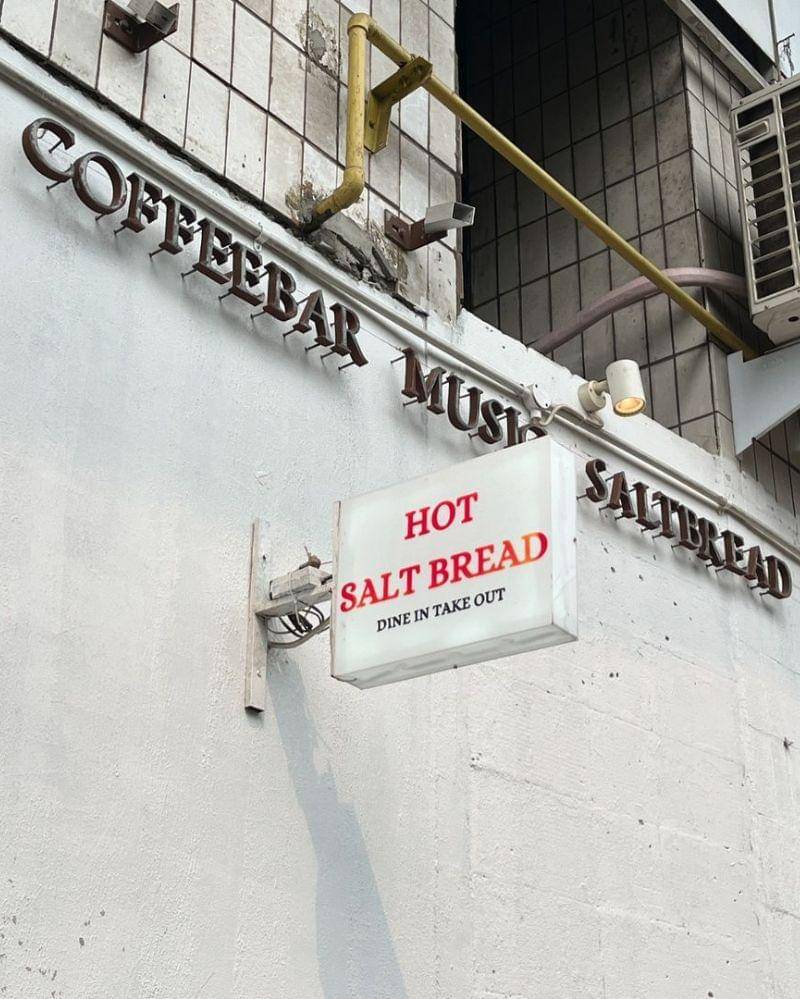 COFFEEBAR MUSIC SALTBREAD
HOT
SALT BREAD
DINE IN TAKE OUT